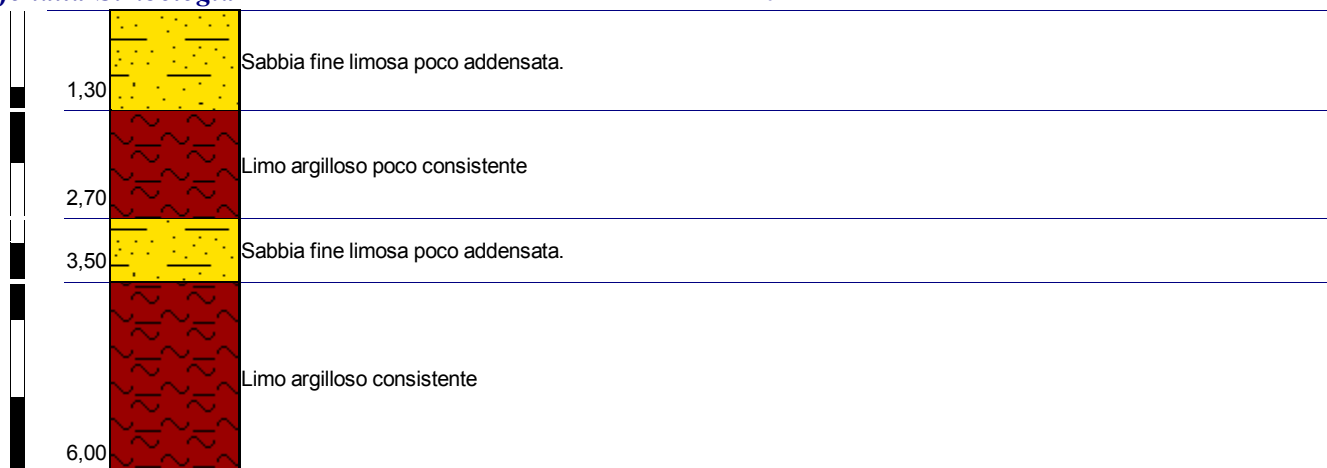 Sabbia fine limosa poco addensata.
1,30
Limo argilloso poco consistente
2,70
Sabbia fine limosa poco addensata.
3,50
Limo argilloso consistente
6,00